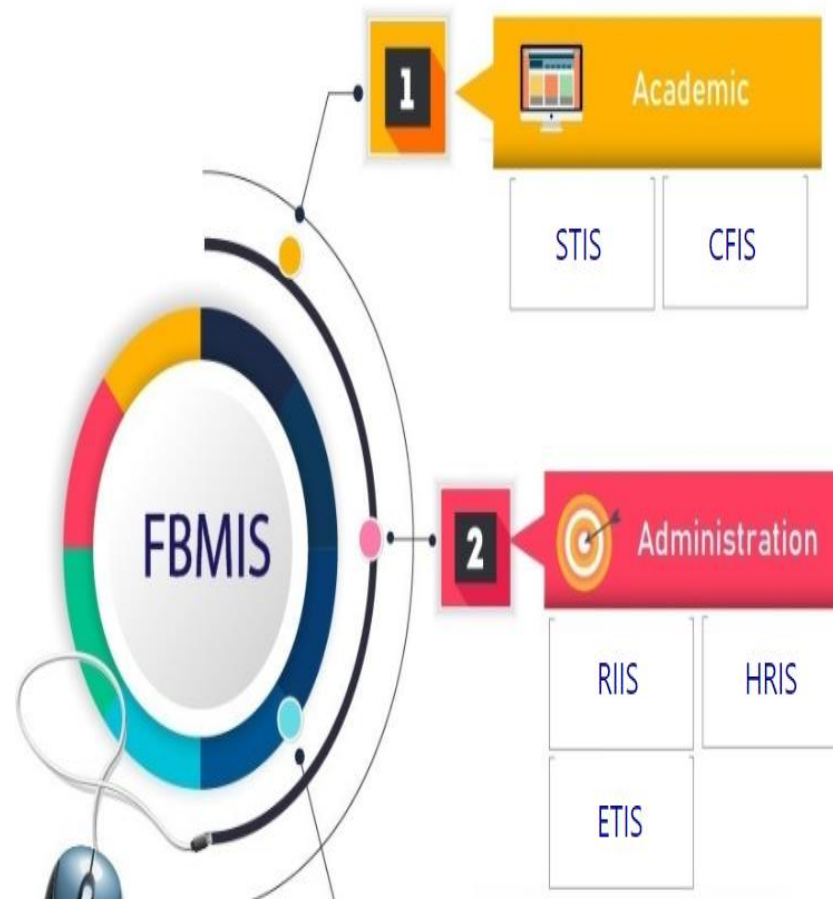 1
Academic
STIS
CFIS
FBMIS
2
Administration
RIIS
HRIS
ETIS